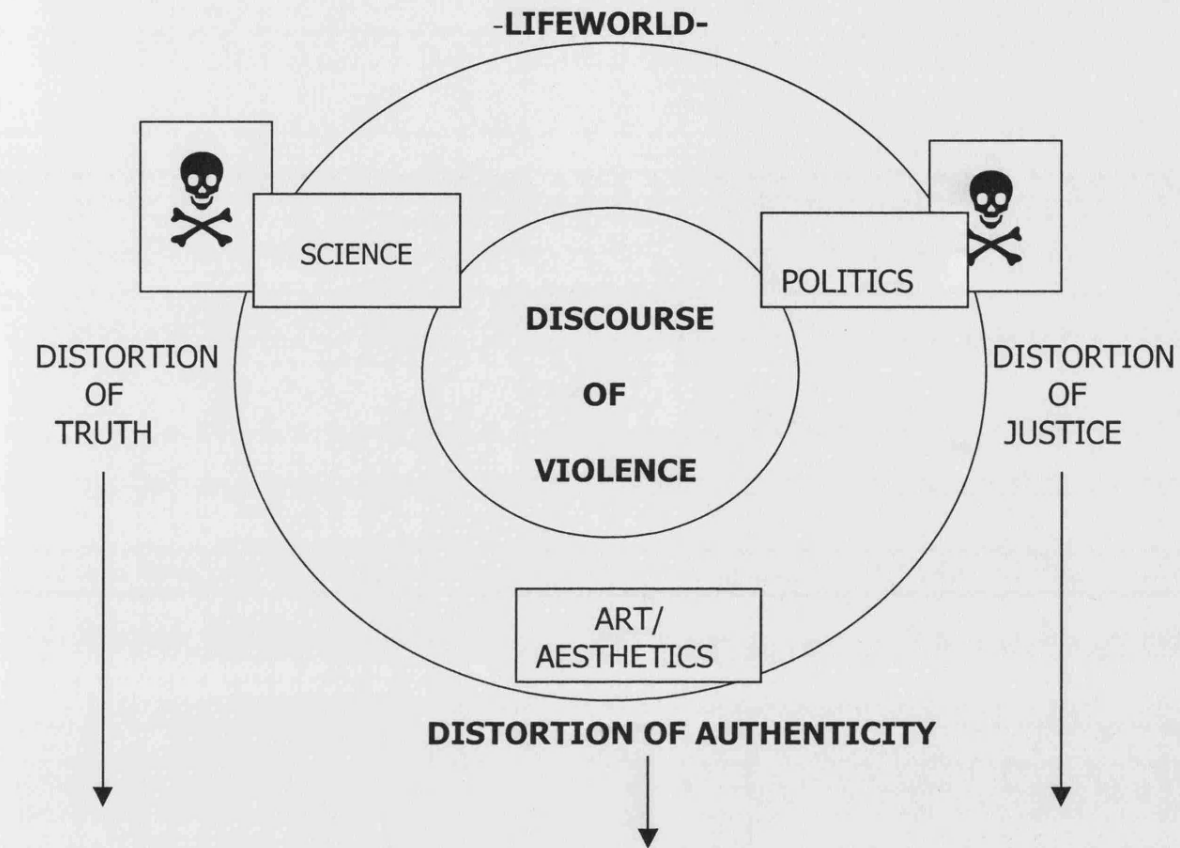 -LIFEWORLD-
SCIENCE
POLITICS
DISCOURSE
OF
VIOLENCE
DISTORTION
OF
TRUTH
DISTORTION
OF
JUSTICE
ART/
AESTHETICS
DISTORTION OF AUTHENTICITY